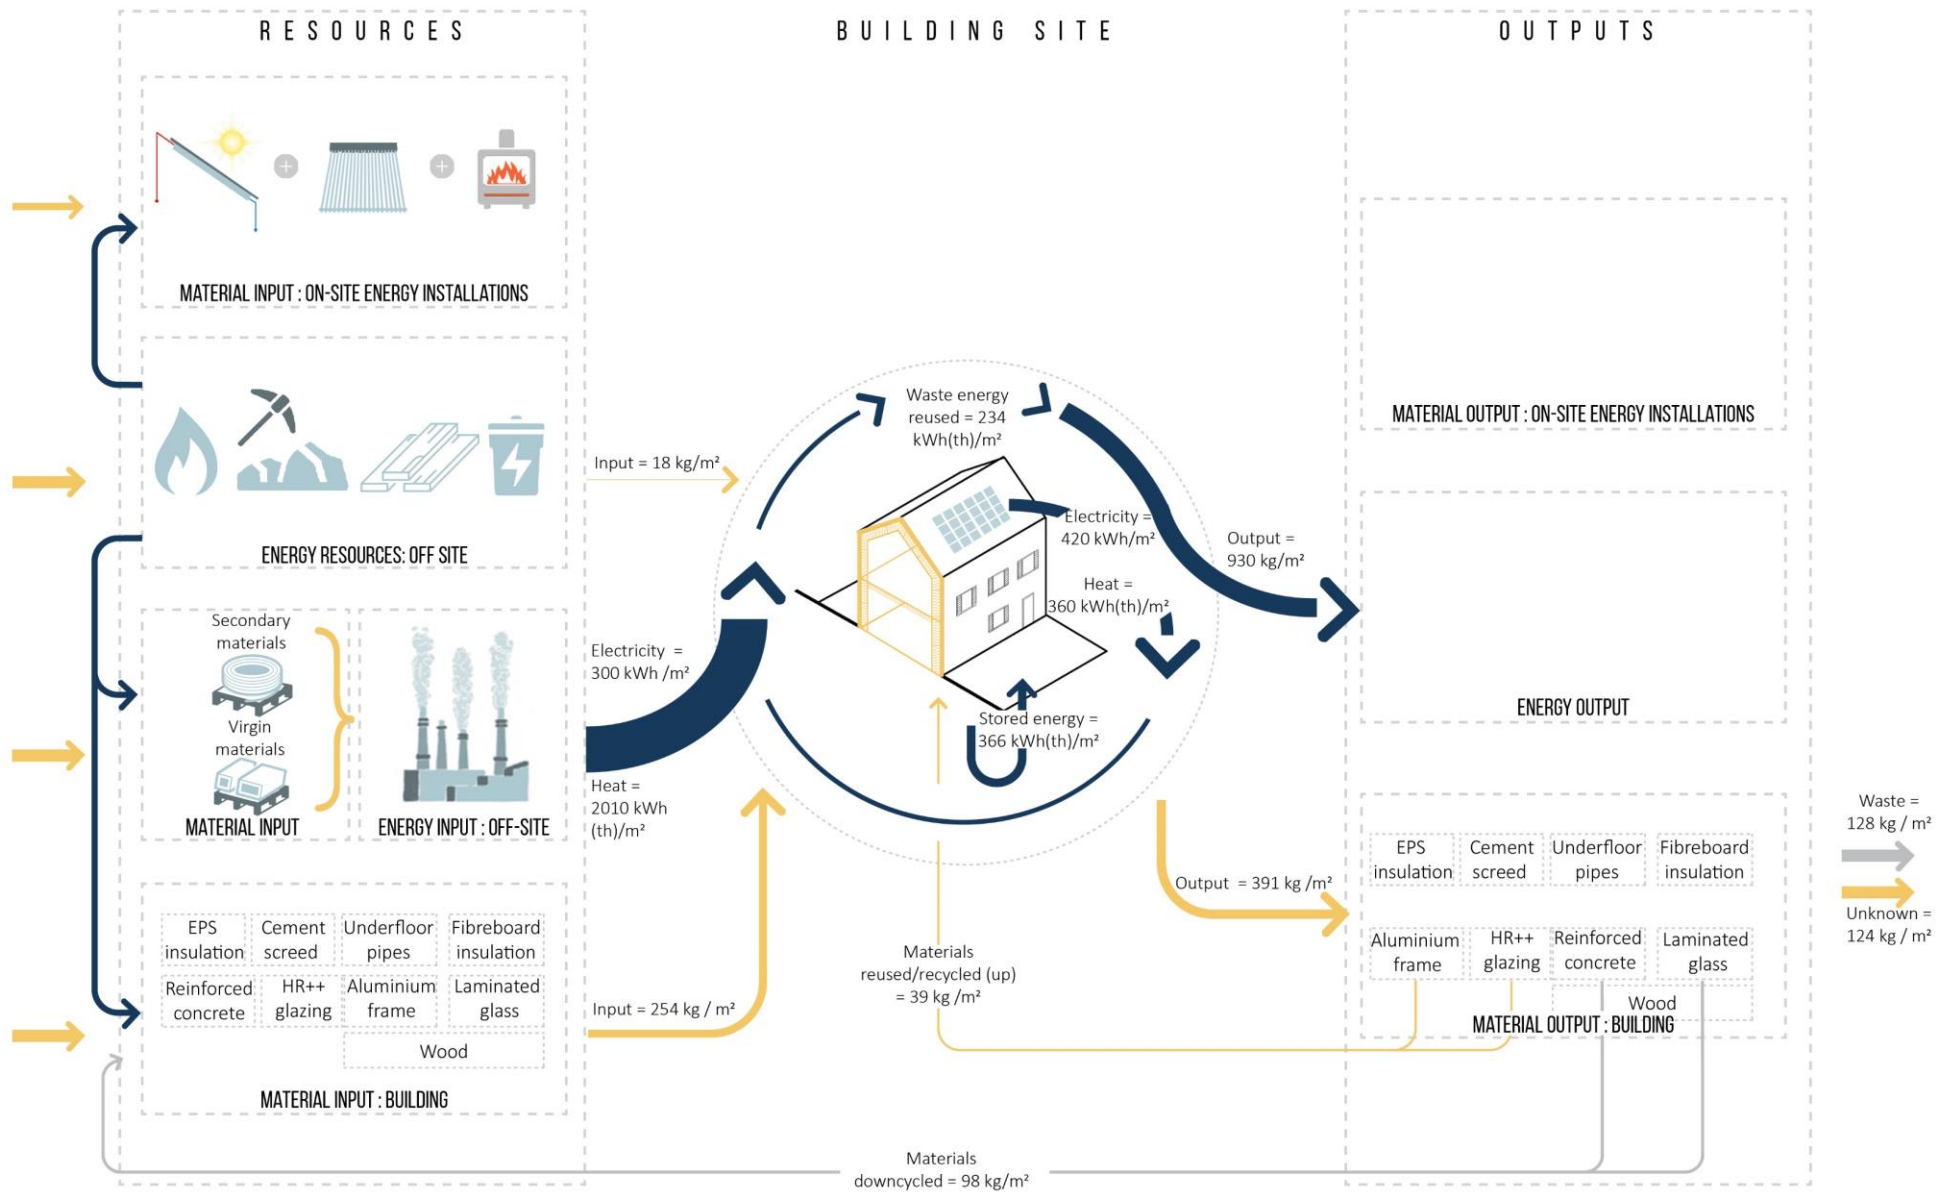 RESOURCES
BUILDING SITE
OUTPUTS
MATERIAL INPUT : ON-SITE ENERGY INSTALLATIONS
ENERGY RESOURCES: OFF SITE
Secondary
materials
Virgin
materials
MATERIAL INPUT
ENERGY INPUT : OFF-SITE
EPS
insulation
Cement
screed
Underfloor
pipes
Fibreboard
insulation
Reinforced
concrete
HR++
glazing
Aluminium
frame
Laminated
glass
Wood
MATERIAL INPUT : BUILDING
Input = 18 kg/m²
Electricity =
300 kWh /m²
Heat =
2010 kWh
(th)/m²
Input = 254 kg / m²
Waste energy
reused = 234
kWh(th)/m²
Electricity =
420 kWh/m²
Heat =
360 kWh(th)/m²
Stored energy =
366 kWh(th)/m²
Output =
930 kg/m²
Output = 391 kg /m²
Materials
reused/recycled (up)
= 39 kg /m²
Materials
downcycled = 98 kg/m²
MATERIAL OUTPUT : ON-SITE ENERGY INSTALLATIONS
ENERGY OUTPUT
EPS
insulation
Cement
screed
Underfloor
pipes
Fibreboard
insulation
Aluminium
frame
HR++
glazing
Reinforced
concrete
Laminated
glass
Wood
MATERIAL OUTPUT : BUILDING
Waste =
128 kg / m²
Unknown =
124 kg / m²